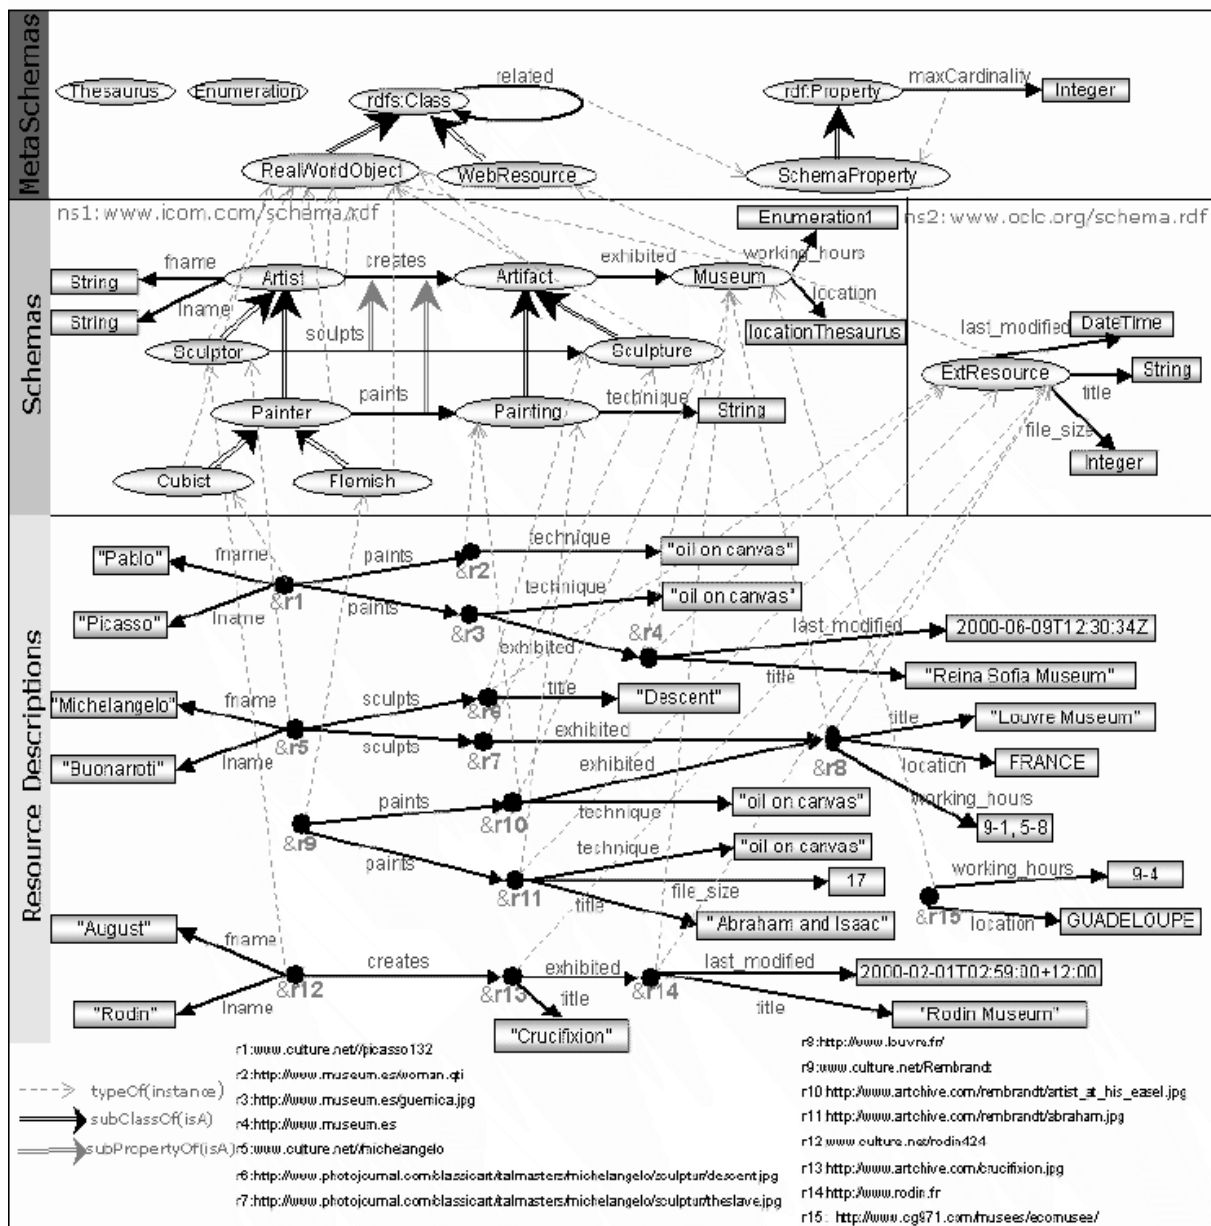 MetaSchemas
related
maxCardinality
Thesaurus
Enumeration
rdfs:Class
rdf:Property
Integer
RealWorldObject
WebResource
SchemaProperty
Schemas
ns1:www.icom.com/schema.rdf
Enumeration1
ns2:www.oclc.org/schema.rdf
fname
creates
exhibited
working_hours
String
Artist
Artifact
Museum
lname
location
String
sculpts
locationThesaurus
last_modified
DateTime
Sculptor
Sculpture
ExtResource
String
title
paints
technique
Painter
Painting
String
file_size
Cubist
Flemish
Integer
Resource Descriptions
"Pablo"
fname
paints
technique
"oil on canvas"
&r2
&r1
technique
"oil on canvas"
"Picasso"
lname
paints
&r3
&r4
last_modified
2000-06-09T12:30:34Z
exhibited
title
"Reina Sofia Museum"
"Michelangelo"
fname
sculpts
title
"Descent"
&r6
title
"Louvre Museum"
&r5
sculpts
exhibited
&r7
&r8
location
FRANCE
"Buonarroti"
lname
exhibited
working_hours
9-1, 5-8
paints
"oil on canvas"
technique
&r10
&r9
paints
technique
"oil on canvas"
working_hours
9-4
file_size
17
&r11
title
"Abraham and Isaac"
&r15
location
GUADELOUPE
"August"
fname
creates
exhibited
last_modified
2000-02-01T02:59:00+12:00
&r12
&r13
&r14
title
title
"Rodin"
lname
"Crucifixion"
"Rodin Museum"
typeOf(instance)
subClassOf(isA)
subPropertyOf(isA)
r1:www.culture.net//picasso132
r2:http://www.museum.es/woman.qti
r3:http://www.museum.es/guernica.jpg
r4:http://www.museum.es
r5:www.culture.net//michelangelo
r6:http://www.photojournal.com/classicart/italmasters/michelangelo/sculptur/descent.jpg
r7:http://www.photojournal.com/classicart/italmasters/michelangelo/sculptur/theslave.jpg
r8:http://www.louvre.fr/
r9:www.culture.net/Rembrandt
r10:http://www.artchive.com/rembrandt/artist_at_his_easel.jpg
r11:http://www.artchive.com/rembrandt/abraham.jpg
r12:www.culture.net/rodin424
r13:http://www.artchive.com/crucifixion.jpg
r14:http://www.rodin.fr
r15: http://www.cg971.com/musees/ecomusee/